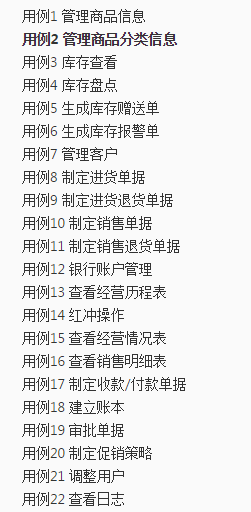 用例1 管理商品信息
用例2 管理商品分类信息
用例3 库存查看
用例4 库存盘点
用例5 生成库存赠送单
用例6 生成库存报警单
用例7 管理客户
用例8 制定进货单据
用例9 制定进货退货单据
用例10 制定销售单据
用例11 制定销售退货单据
用例12 银行账户管理
用例13 查看经营历程表
用例14 红冲操作
用例15 查看经营情况表
用例16 查看销售明细表
用例17 制定收款/付款单据
用例18 建立账本
用例19 审批单据
用例20 制定促销策略
用例21 调整用户
用例22 查看日志